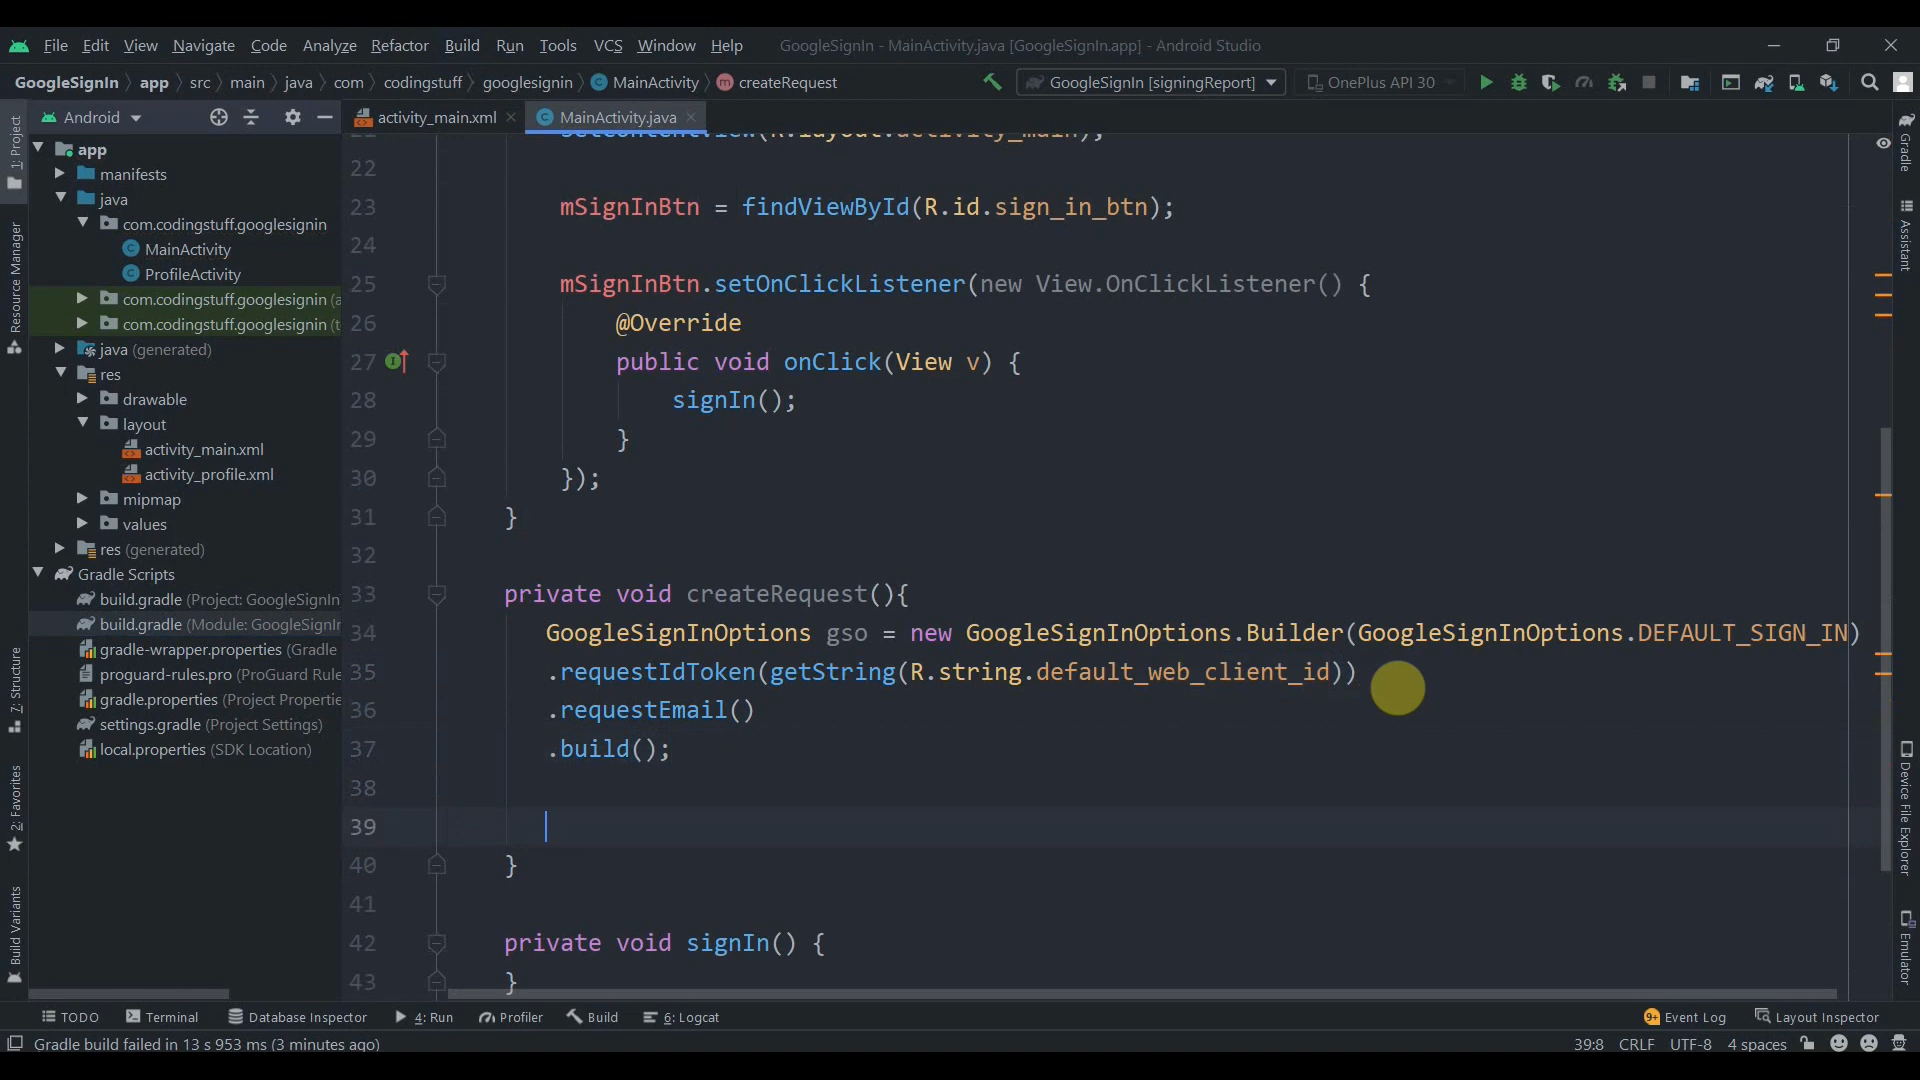 File Edit View Navigate Code Analyze Refactor Build Run Tools VCS Window Help GoogleSignIn - MainActivity.java [GoogleSignIn.app] - Android Studio
GoogleSignIn app src main java com codingstuff googlesignin MainActivity createRequest GoogleSignIn [signingReport] OnePlus API 30
Android
activity_main.xml MainActivity.java
1: Project
Resource Manager
7: Structure
2: Favorites
Build Variants
app
manifests
java
com.codingstuff.googlesignin
MainActivity
ProfileActivity
com.codingstuff.googlesignin (a
com.codingstuff.googlesignin (t
java (generated)
res
drawable
layout
activity_main.xml
activity_profile.xml
mipmap
values
res (generated)
Gradle Scripts
build.gradle (Project: GoogleSignIn
build.gradle (Module: GoogleSignIn
gradle-wrapper.properties (Gradle
proguard-rules.pro (ProGuard Rule
gradle.properties (Project Propertie
settings.gradle (Project Settings)
local.properties (SDK Location)
21 setContentView(R.layout.activity_main);
22
23 mSignInBtn = findViewById(R.id.sign_in_btn);
24
25 mSignInBtn.setOnClickListener(new View.OnClickListener() {
26 @Override
27 public void onClick(View v) {
28 signIn();
29 }
30 });
31 }
32
33 private void createRequest(){
34 GoogleSignInOptions gso = new GoogleSignInOptions.Builder(GoogleSignInOptions.DEFAULT_SIGN_IN)
35 .requestIdToken(getString(R.string.default_web_client_id))
36 .requestEmail()
37 .build();
38
39
40 }
41
42 private void signIn() {
43 }
Gradle
Assistant
Device File Explorer
Emulator
TODO Terminal Database Inspector 4: Run Profiler Build 6: Logcat 9+ Event Log Layout Inspector
Gradle build failed in 13 s 953 ms (3 minutes ago) 39:8 CRLF UTF-8 4 spaces